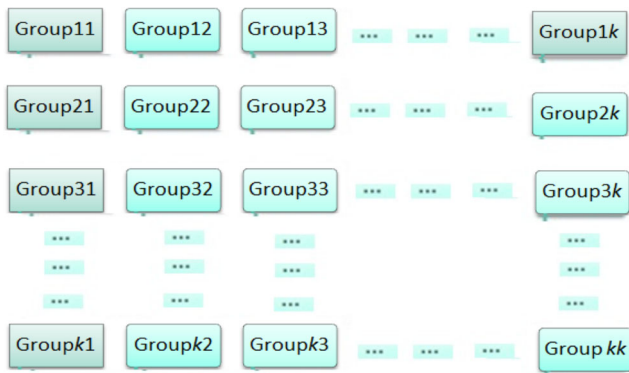 Group11 Group12 Group13 ... ... ... Group1k
Group21 Group22 Group23 ... ... ... Group2k
Group31 Group32 Group33 ... ... ... Group3k
... ... ... ...
... ... ... ...
... ... ... ...
Groupk1 Groupk2 Groupk3 ... ... ... Group kk